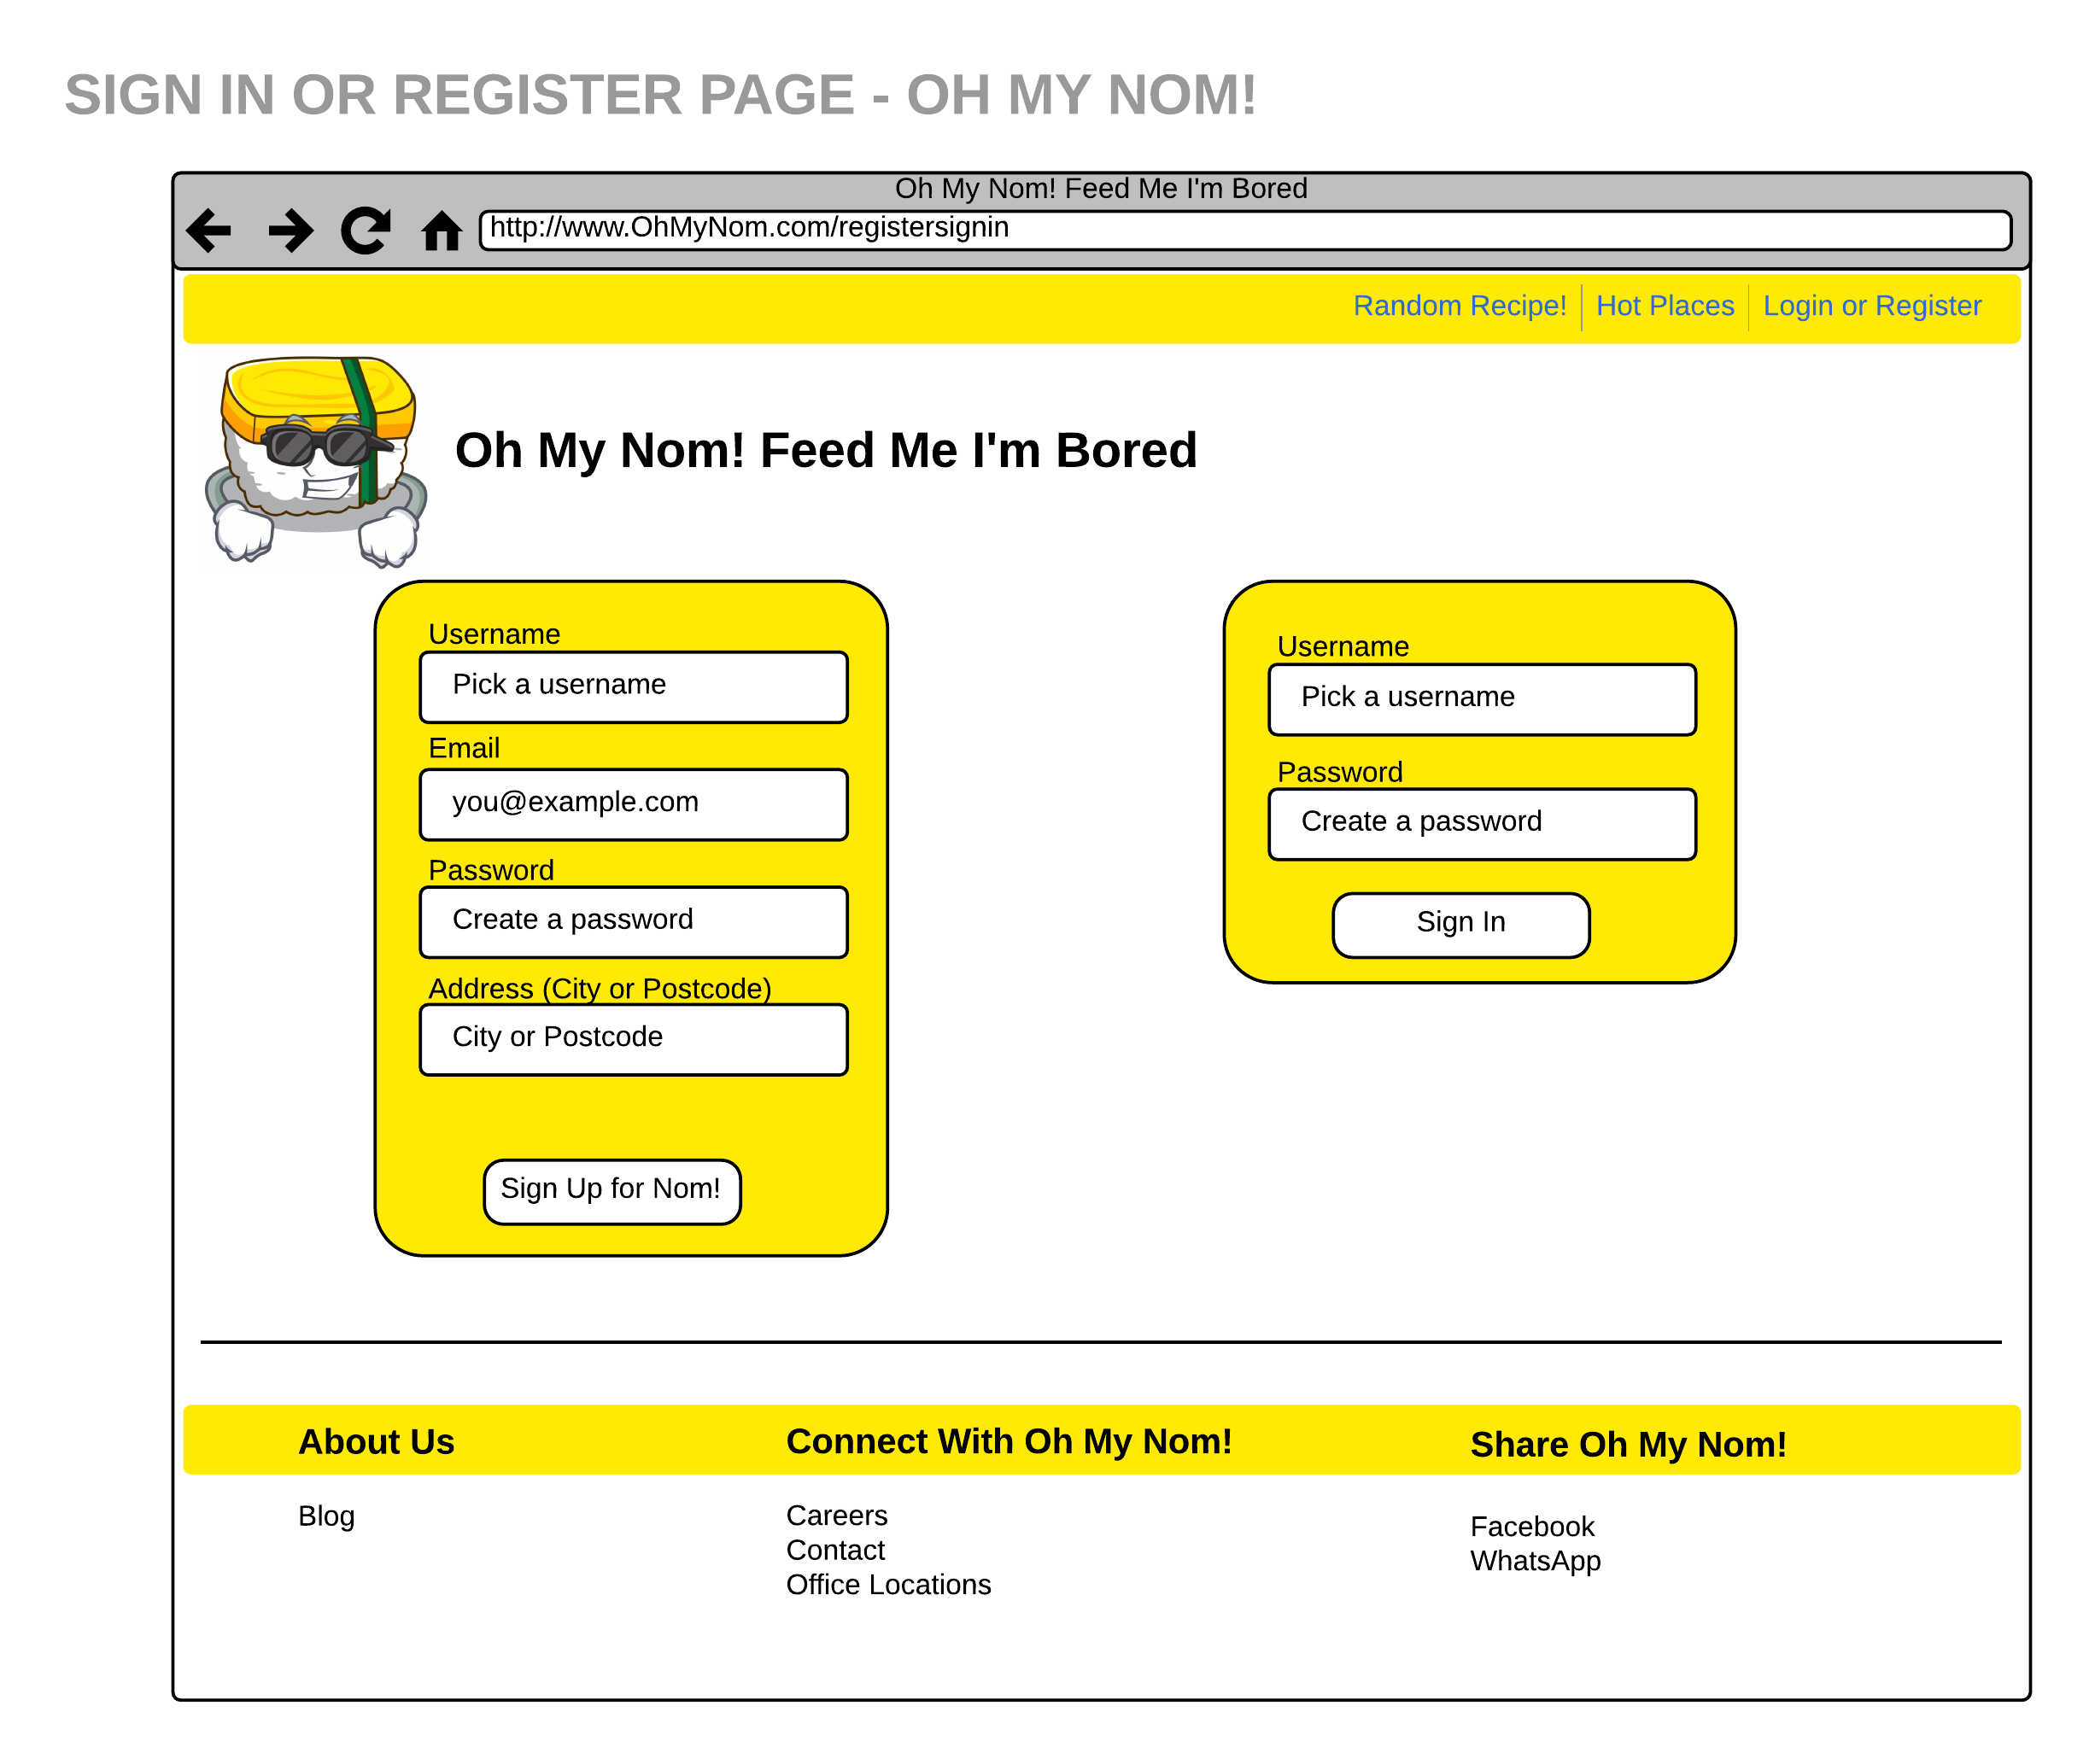 SIGN IN OR REGISTER PAGE - OH MY NOM!
Oh My Nom! Feed Me I'm Bored
http://www.OhMyNom.com/registersignin
Random Recipe! Hot Places Login or Register
Oh My Nom! Feed Me I'm Bored
Username
Pick a username
Email
you@example.com
Password
Create a password
Address (City or Postcode)
City or Postcode
Sign Up for Nom!
Username
Pick a username
Password
Create a password
Sign In
About Us
Blog
Connect With Oh My Nom!
Careers
Contact
Office Locations
Share Oh My Nom!
Facebook
WhatsApp